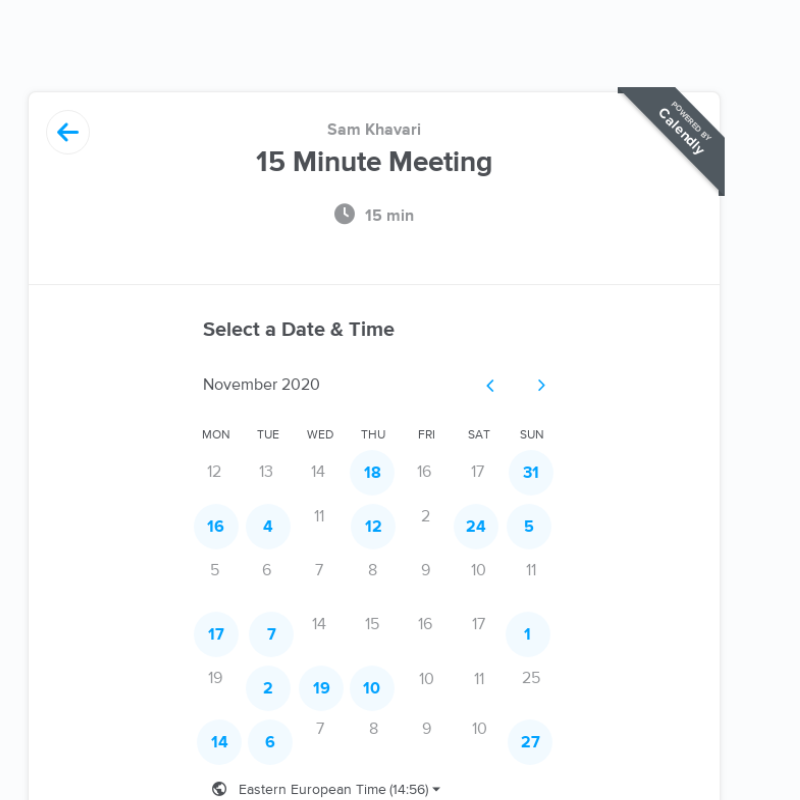 POWERED BY
Calendly
Sam Khavari
15 Minute Meeting
15 min
Select a Date & Time
November 2020
MON TUE WED THU FRI SAT SUN
12 13 14 18 16 17 31
16 4 11 12 2 24 5
5 6 7 8 9 10 11
17 7 14 15 16 17 1
19 2 19 10 10 11 25
14 6 7 8 9 10 27
Eastern European Time (14:56)